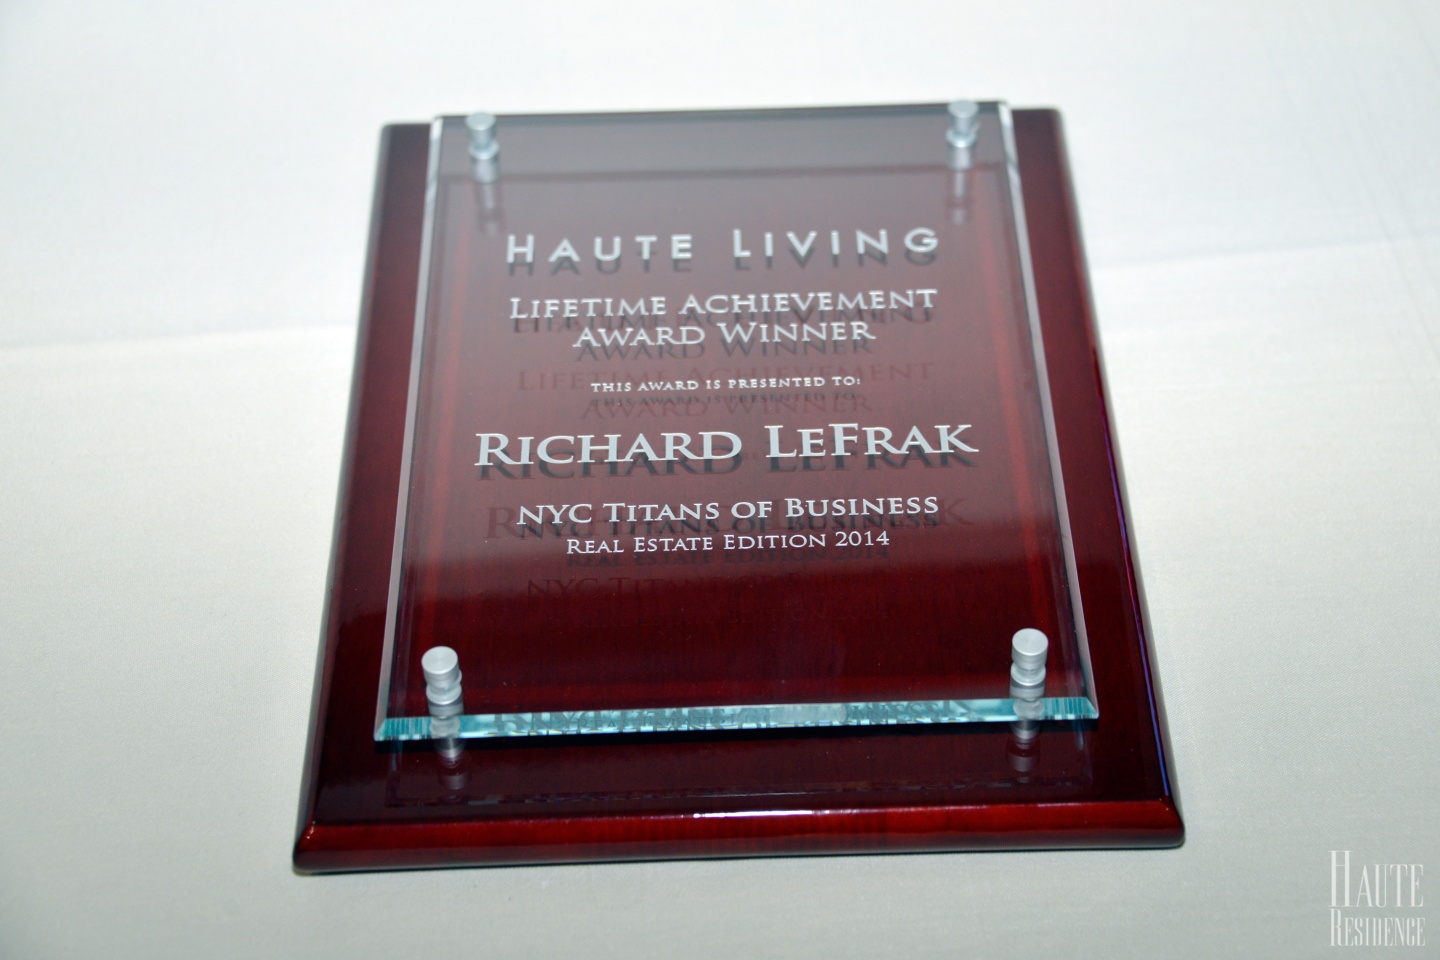 HAUTE LIVING
LIFETIME ACHIEVEMENT
AWARD WINNER
THIS AWARD IS PRESENTED TO:
RICHARD LEFRAK
NYC TITANS OF BUSINESS
REAL ESTATE EDITION 2014
HAUTE
RESIDENCE